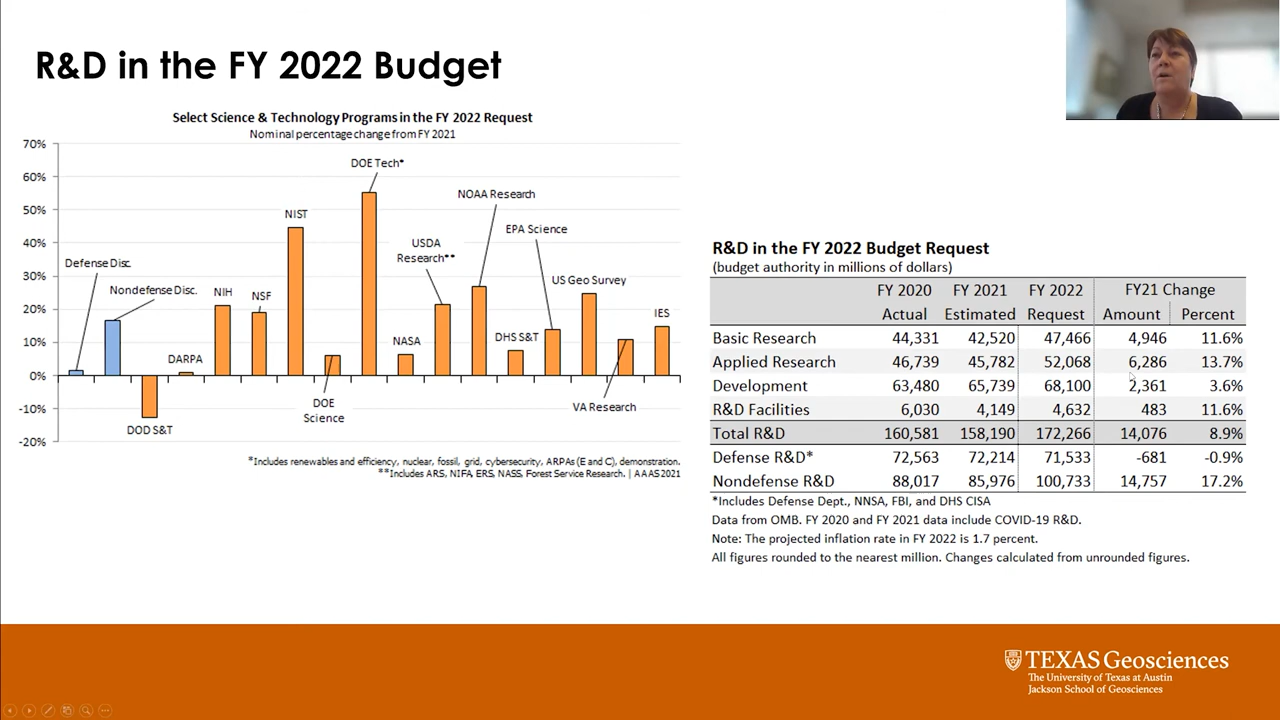 R&D in the FY 2022 Budget
Select Science & Technology Programs in the FY 2022 Request
Nominal percentage change from FY 2021
70%
60%
50%
40%
30%
20%
10%
0%
-10%
-20%
Defense Disc.
Nondefense Disc.
DOD S&T
DARPA
NIH
NSF
NIST
DOE
Science
DOE Tech*
NASA
USDA
Research**
NOAA Research
DHS S&T
EPA Science
US Geo Survey
VA Research
IES
*Includes renewables and efficiency, nuclear, fossil, grid, cybersecurity, ARPAs (E and C), demonstration.
**Includes ARS, NIFA, ERS, NASS, Forest Service Research. | AAAS 2021
R&D in the FY 2022 Budget Request
(budget authority in millions of dollars)
FY 2020 FY 2021 FY 2022 FY21 Change
Actual Estimated Request Amount Percent
Basic Research 44,331 42,520 47,466 4,946 11.6%
Applied Research 46,739 45,782 52,068 6,286 13.7%
Development 63,480 65,739 68,100 2,361 3.6%
R&D Facilities 6,030 4,149 4,632 483 11.6%
Total R&D 160,581 158,190 172,266 14,076 8.9%
Defense R&D* 72,563 72,214 71,533 -681 -0.9%
Nondefense R&D 88,017 85,976 100,733 14,757 17.2%
*Includes Defense Dept., NNSA, FBI, and DHS CISA
Data from OMB. FY 2020 and FY 2021 data include COVID-19 R&D.
Note: The projected inflation rate in FY 2022 is 1.7 percent.
All figures rounded to the nearest million. Changes calculated from unrounded figures.
TEXAS Geosciences
The University of Texas at Austin
Jackson School of Geosciences